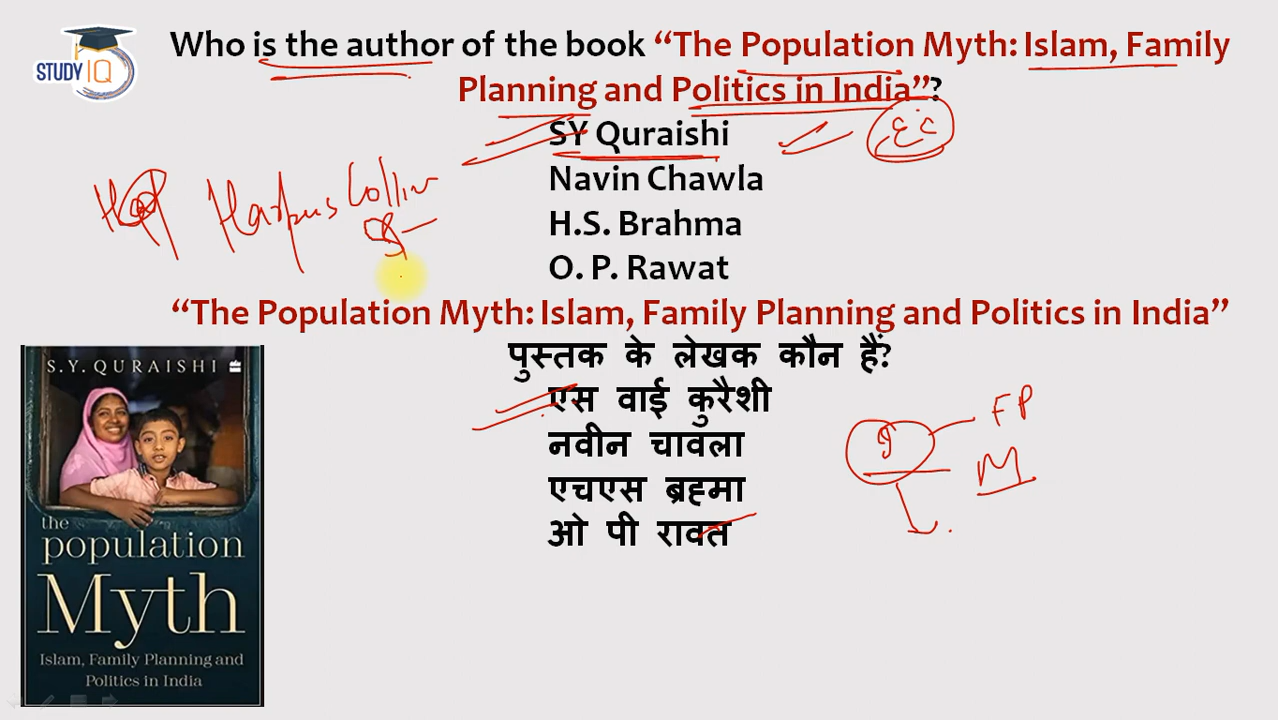 STUDY IQ
Who is the author of the book “The Population Myth: Islam, Family
Planning and Politics in India”?
SY Quraishi
EC
Navin Chawla
Harpus Collin
H.S. Brahma
O. P. Rawat
“The Population Myth: Islam, Family Planning and Politics in India”
पुस्तक के लेखक कौन हैं?
एस वाई कुरैशी
नवीन चावला
एचएस ब्रह्मा
ओ पी रावत
FP
M
S.Y. QURAISHI
the
population
Myth
Islam, Family Planning and
Politics in India